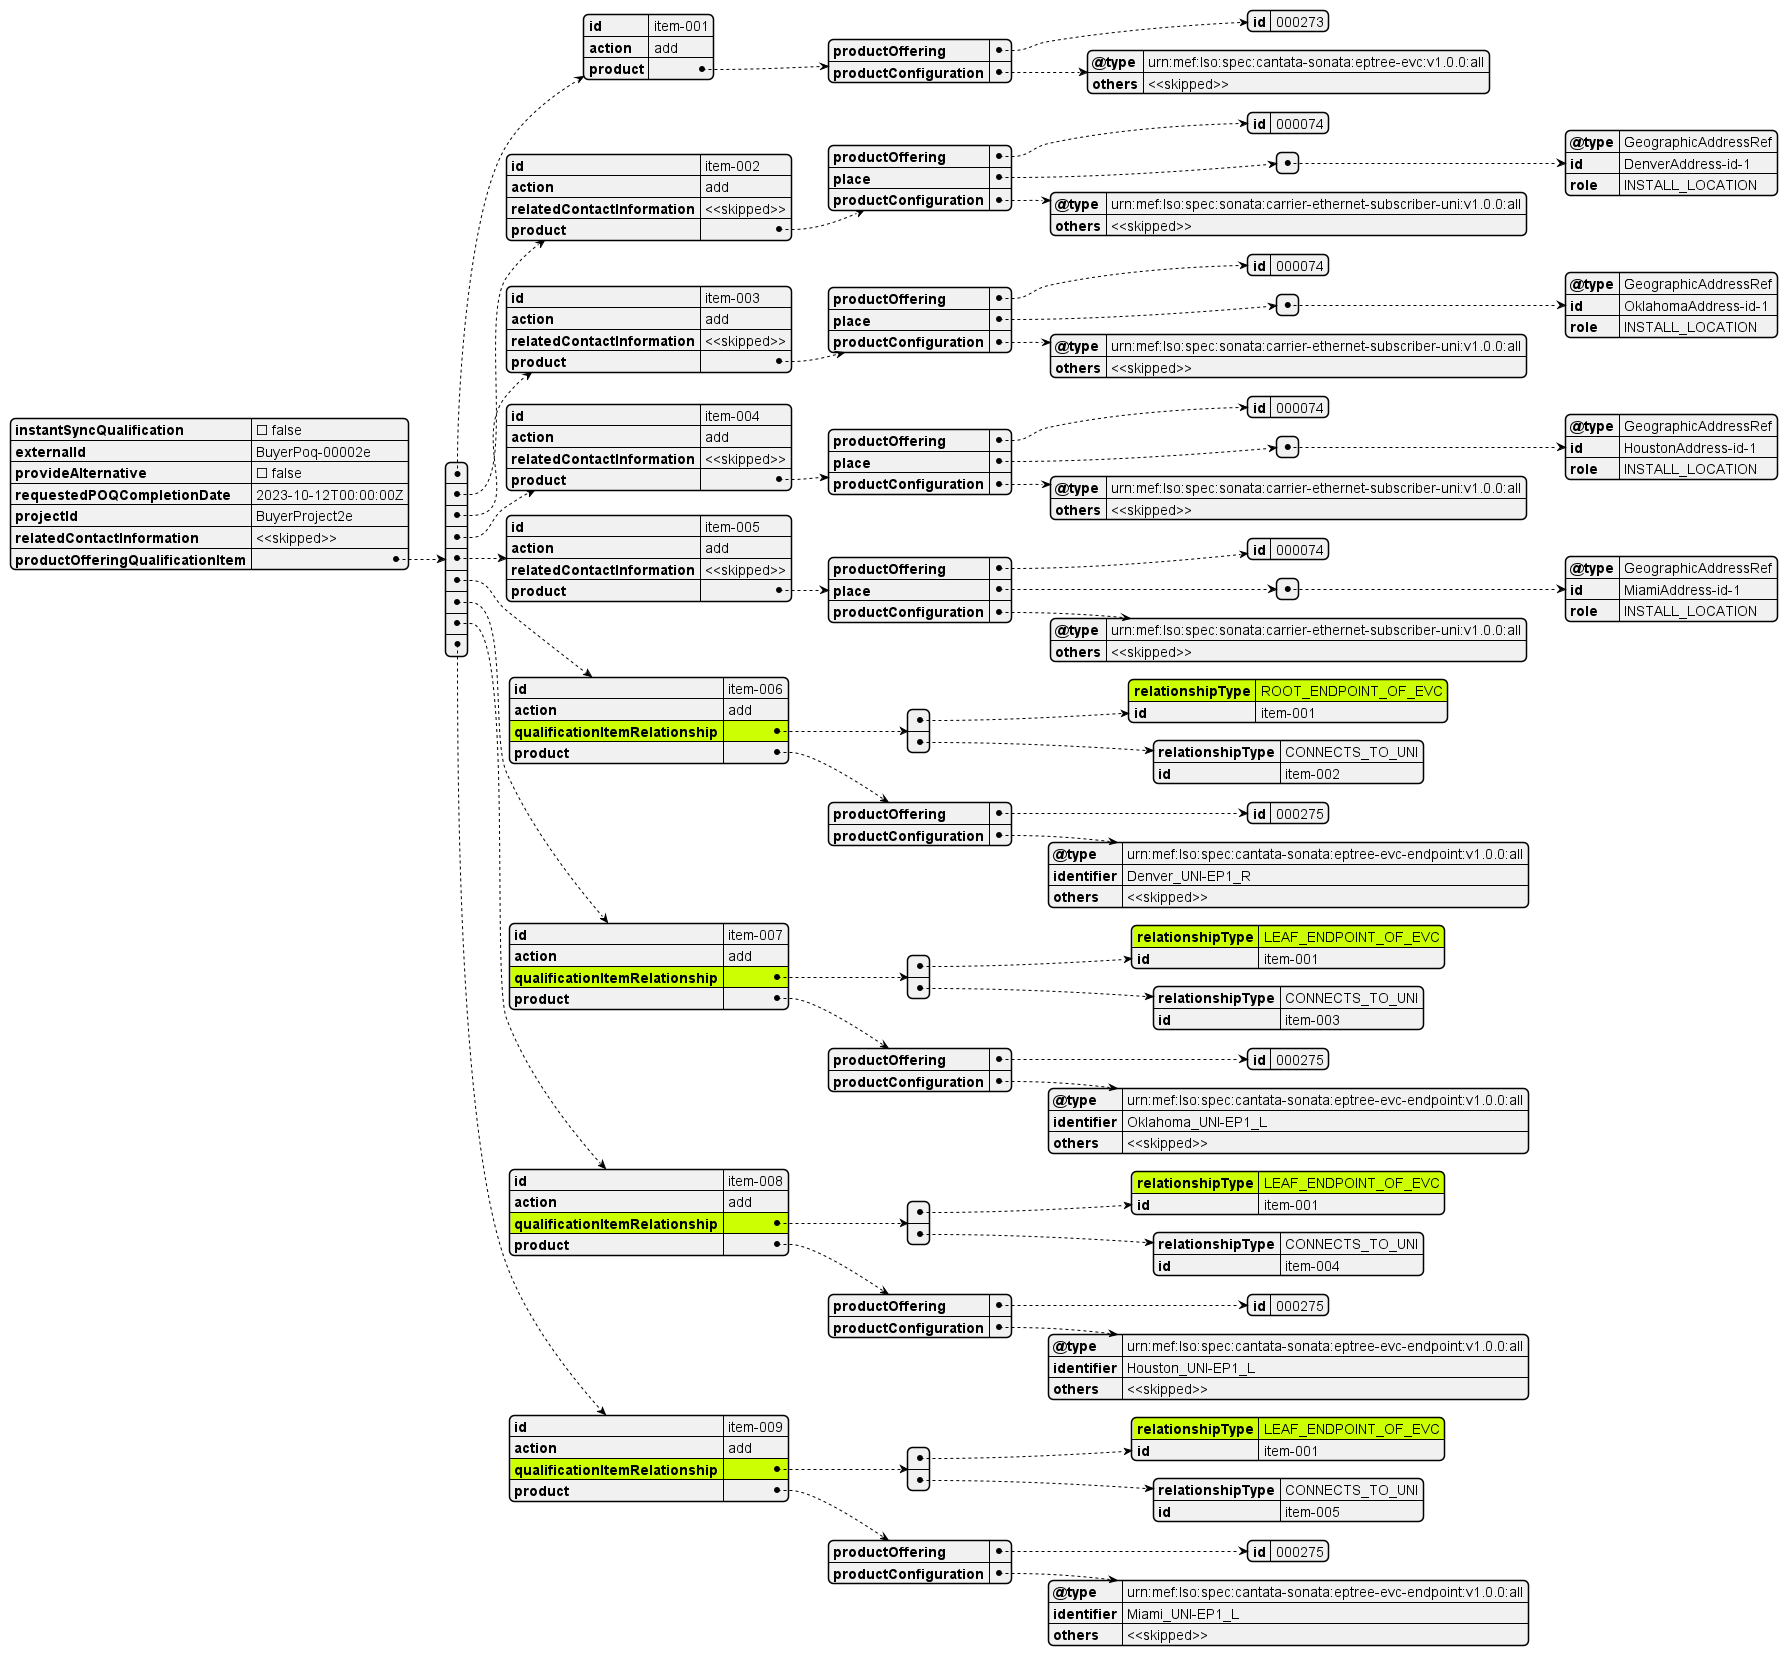 instantSyncQualification ☐ false
externalId BuyerPoq-00002e
provideAlternative ☐ false
requestedPOQCompletionDate 2023-10-12T00:00:00Z
projectId BuyerProject2e
relatedContactInformation <<skipped>>
productOfferingQualificationItem
id item-001
action add
product
productOffering
productConfiguration
id 000273
@type urn:mef:lso:spec:cantata-sonata:eptree-evc:v1.0.0:all
others <<skipped>>
id item-002
action add
relatedContactInformation <<skipped>>
product
productOffering
place
productConfiguration
id 000074
@type GeographicAddressRef
id DenverAddress-id-1
role INSTALL_LOCATION
@type urn:mef:lso:spec:sonata:carrier-ethernet-subscriber-uni:v1.0.0:all
others <<skipped>>
id item-003
action add
relatedContactInformation <<skipped>>
product
productOffering
place
productConfiguration
id 000074
@type GeographicAddressRef
id OklahomaAddress-id-1
role INSTALL_LOCATION
@type urn:mef:lso:spec:sonata:carrier-ethernet-subscriber-uni:v1.0.0:all
others <<skipped>>
id item-004
action add
relatedContactInformation <<skipped>>
product
productOffering
place
productConfiguration
id 000074
@type GeographicAddressRef
id HoustonAddress-id-1
role INSTALL_LOCATION
@type urn:mef:lso:spec:sonata:carrier-ethernet-subscriber-uni:v1.0.0:all
others <<skipped>>
id item-005
action add
relatedContactInformation <<skipped>>
product
productOffering
place
productConfiguration
id 000074
@type GeographicAddressRef
id MiamiAddress-id-1
role INSTALL_LOCATION
@type urn:mef:lso:spec:sonata:carrier-ethernet-subscriber-uni:v1.0.0:all
others <<skipped>>
id item-006
action add
qualificationItemRelationship
product
relationshipType ROOT_ENDPOINT_OF_EVC
id item-001
relationshipType CONNECTS_TO_UNI
id item-002
productOffering
productConfiguration
id 000275
@type urn:mef:lso:spec:cantata-sonata:eptree-evc-endpoint:v1.0.0:all
identifier Denver_UNI-EP1_R
others <<skipped>>
id item-007
action add
qualificationItemRelationship
product
relationshipType LEAF_ENDPOINT_OF_EVC
id item-001
relationshipType CONNECTS_TO_UNI
id item-003
productOffering
productConfiguration
id 000275
@type urn:mef:lso:spec:cantata-sonata:eptree-evc-endpoint:v1.0.0:all
identifier Oklahoma_UNI-EP1_L
others <<skipped>>
id item-008
action add
qualificationItemRelationship
product
relationshipType LEAF_ENDPOINT_OF_EVC
id item-001
relationshipType CONNECTS_TO_UNI
id item-004
productOffering
productConfiguration
id 000275
@type urn:mef:lso:spec:cantata-sonata:eptree-evc-endpoint:v1.0.0:all
identifier Houston_UNI-EP1_L
others <<skipped>>
id item-009
action add
qualificationItemRelationship
product
relationshipType LEAF_ENDPOINT_OF_EVC
id item-001
relationshipType CONNECTS_TO_UNI
id item-005
productOffering
productConfiguration
id 000275
@type urn:mef:lso:spec:cantata-sonata:eptree-evc-endpoint:v1.0.0:all
identifier Miami_UNI-EP1_L
others <<skipped>>